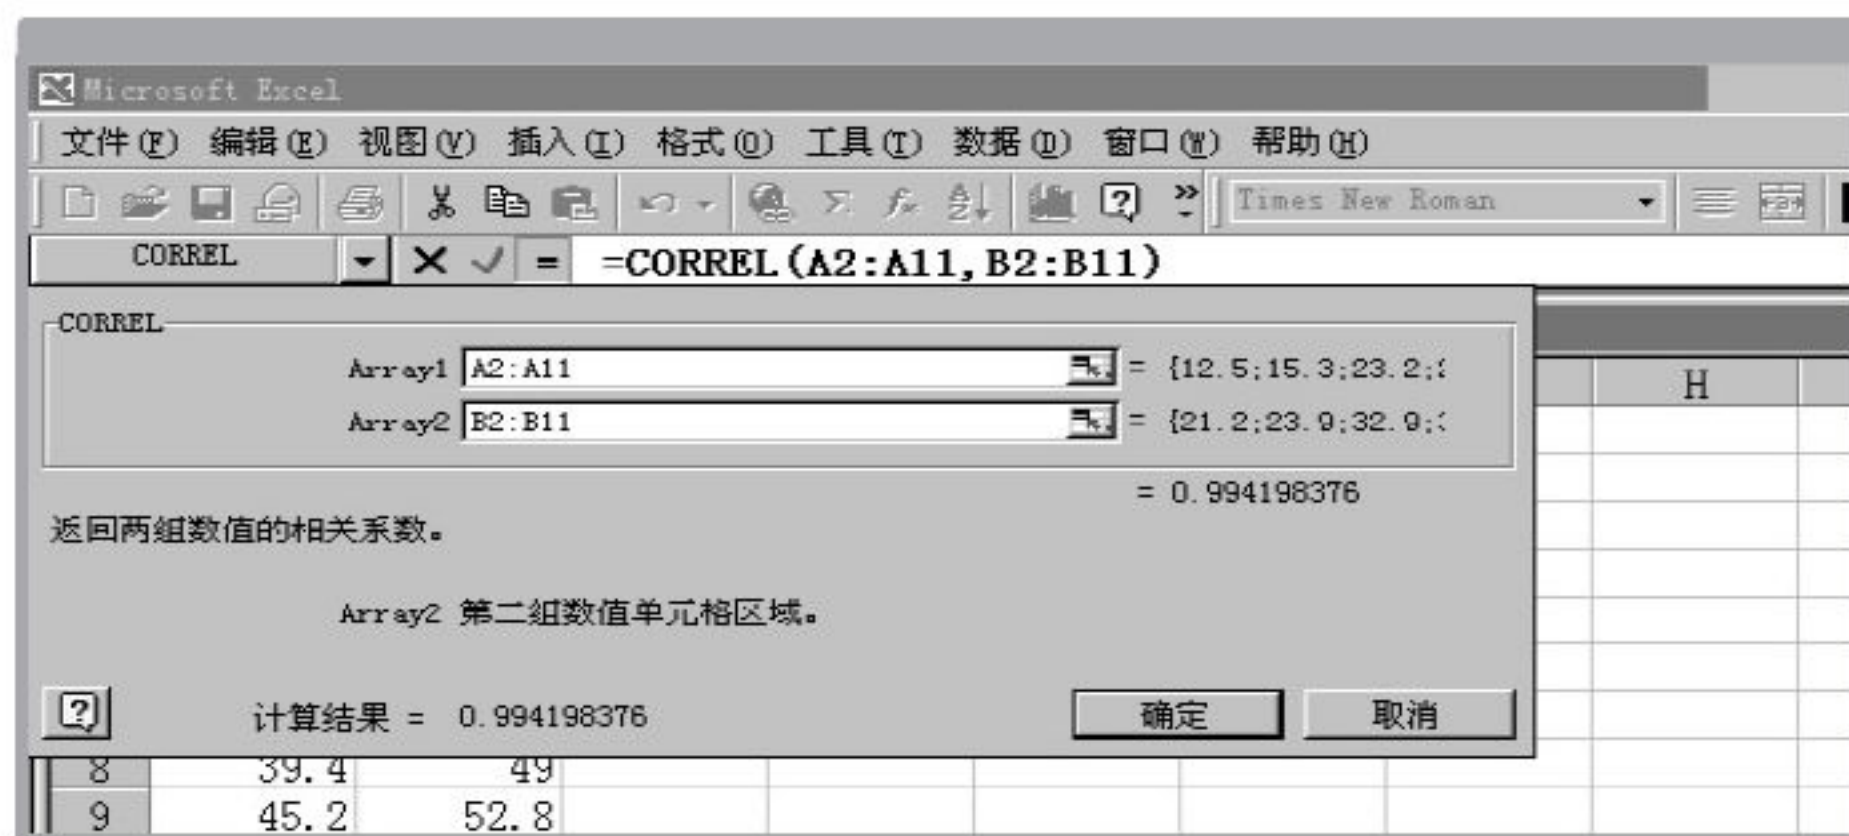 Microsoft Excel
文件(F) 编辑(E) 视图(V) 插入(I) 格式(O) 工具(T) 数据(D) 窗口(W) 帮助(H)
Times New Roman
CORREL =CORREL(A2:A11,B2:B11)
CORREL
Array1 A2:A11 = {12.5;15.3;23.2;
Array2 B2:B11 = {21.2;23.9;32.9;
H
= 0.994198376
返回两组数值的相关系数。
Array2 第二组数值单元格区域。
计算结果 = 0.994198376 确定 取消
8 39.4 49
9 45.2 52.8